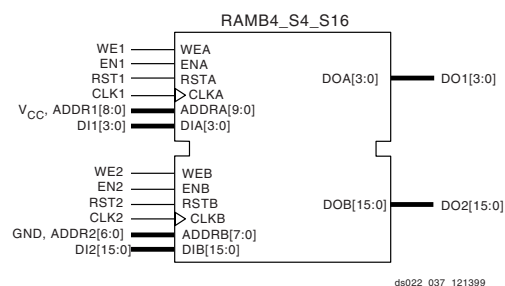 RAMB4_S4_S16
WE1 WEA
EN1 ENA
RST1 RSTA DOA[3:0] DO1[3:0]
CLK1 CLKA
VCC, ADDR1[8:0] ADDRA[9:0]
DI1[3:0] DIA[3:0]
WE2 WEB
EN2 ENB
RST2 RSTB DOB[15:0] DO2[15:0]
CLK2 CLKB
GND, ADDR2[6:0] ADDRB[7:0]
DI2[15:0] DIB[15:0]
ds022_037_121399